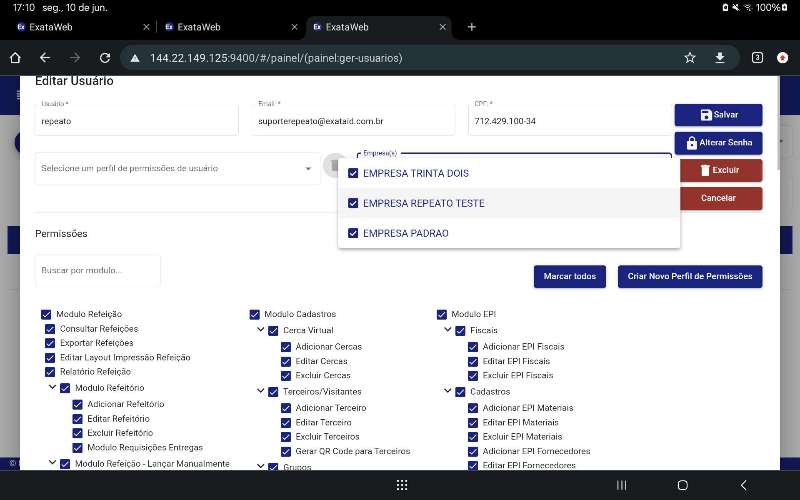 17:10 seg., 10 de jun.
100%
Ex ExataWeb
Ex ExataWeb
Ex ExataWeb
144.22.149.125:9400/#/painel/(painel:ger-usuarios)
3
Editar Usuário
Usuário *
repeato
Email: *
suporterepeato@exataid.com.br
CPF: *
712.429.100-34
Salvar
Alterar Senha
Excluir
Cancelar
Selecione um perfil de permissões de usuário
Empresa(s)
EMPRESA TRINTA DOIS
EMPRESA REPEATO TESTE
EMPRESA PADRAO
Permissões
Buscar por modulo...
Marcar todos
Criar Novo Perfil de Permissões
Modulo Refeição
Consultar Refeições
Exportar Refeições
Editar Layout Impressão Refeição
Relatório Refeição
Modulo Refeitório
Adicionar Refeitório
Editar Refeitório
Excluir Refeitório
Modulo Requisições Entregas
Modulo Refeição - Lançar Manualmente
Modulo Cadastros
Cerca Virtual
Adicionar Cercas
Editar Cercas
Excluir Cercas
Terceiros/Visitantes
Adicionar Terceiro
Editar Terceiro
Excluir Terceiros
Gerar QR Code para Terceiros
Grupos
Modulo EPI
Fiscais
Adicionar EPI Fiscais
Editar EPI Fiscais
Excluir EPI Fiscais
Cadastros
Adicionar EPI Materiais
Editar EPI Materiais
Excluir EPI Materiais
Adicionar EPI Fornecedores
Editar EPI Fornecedores